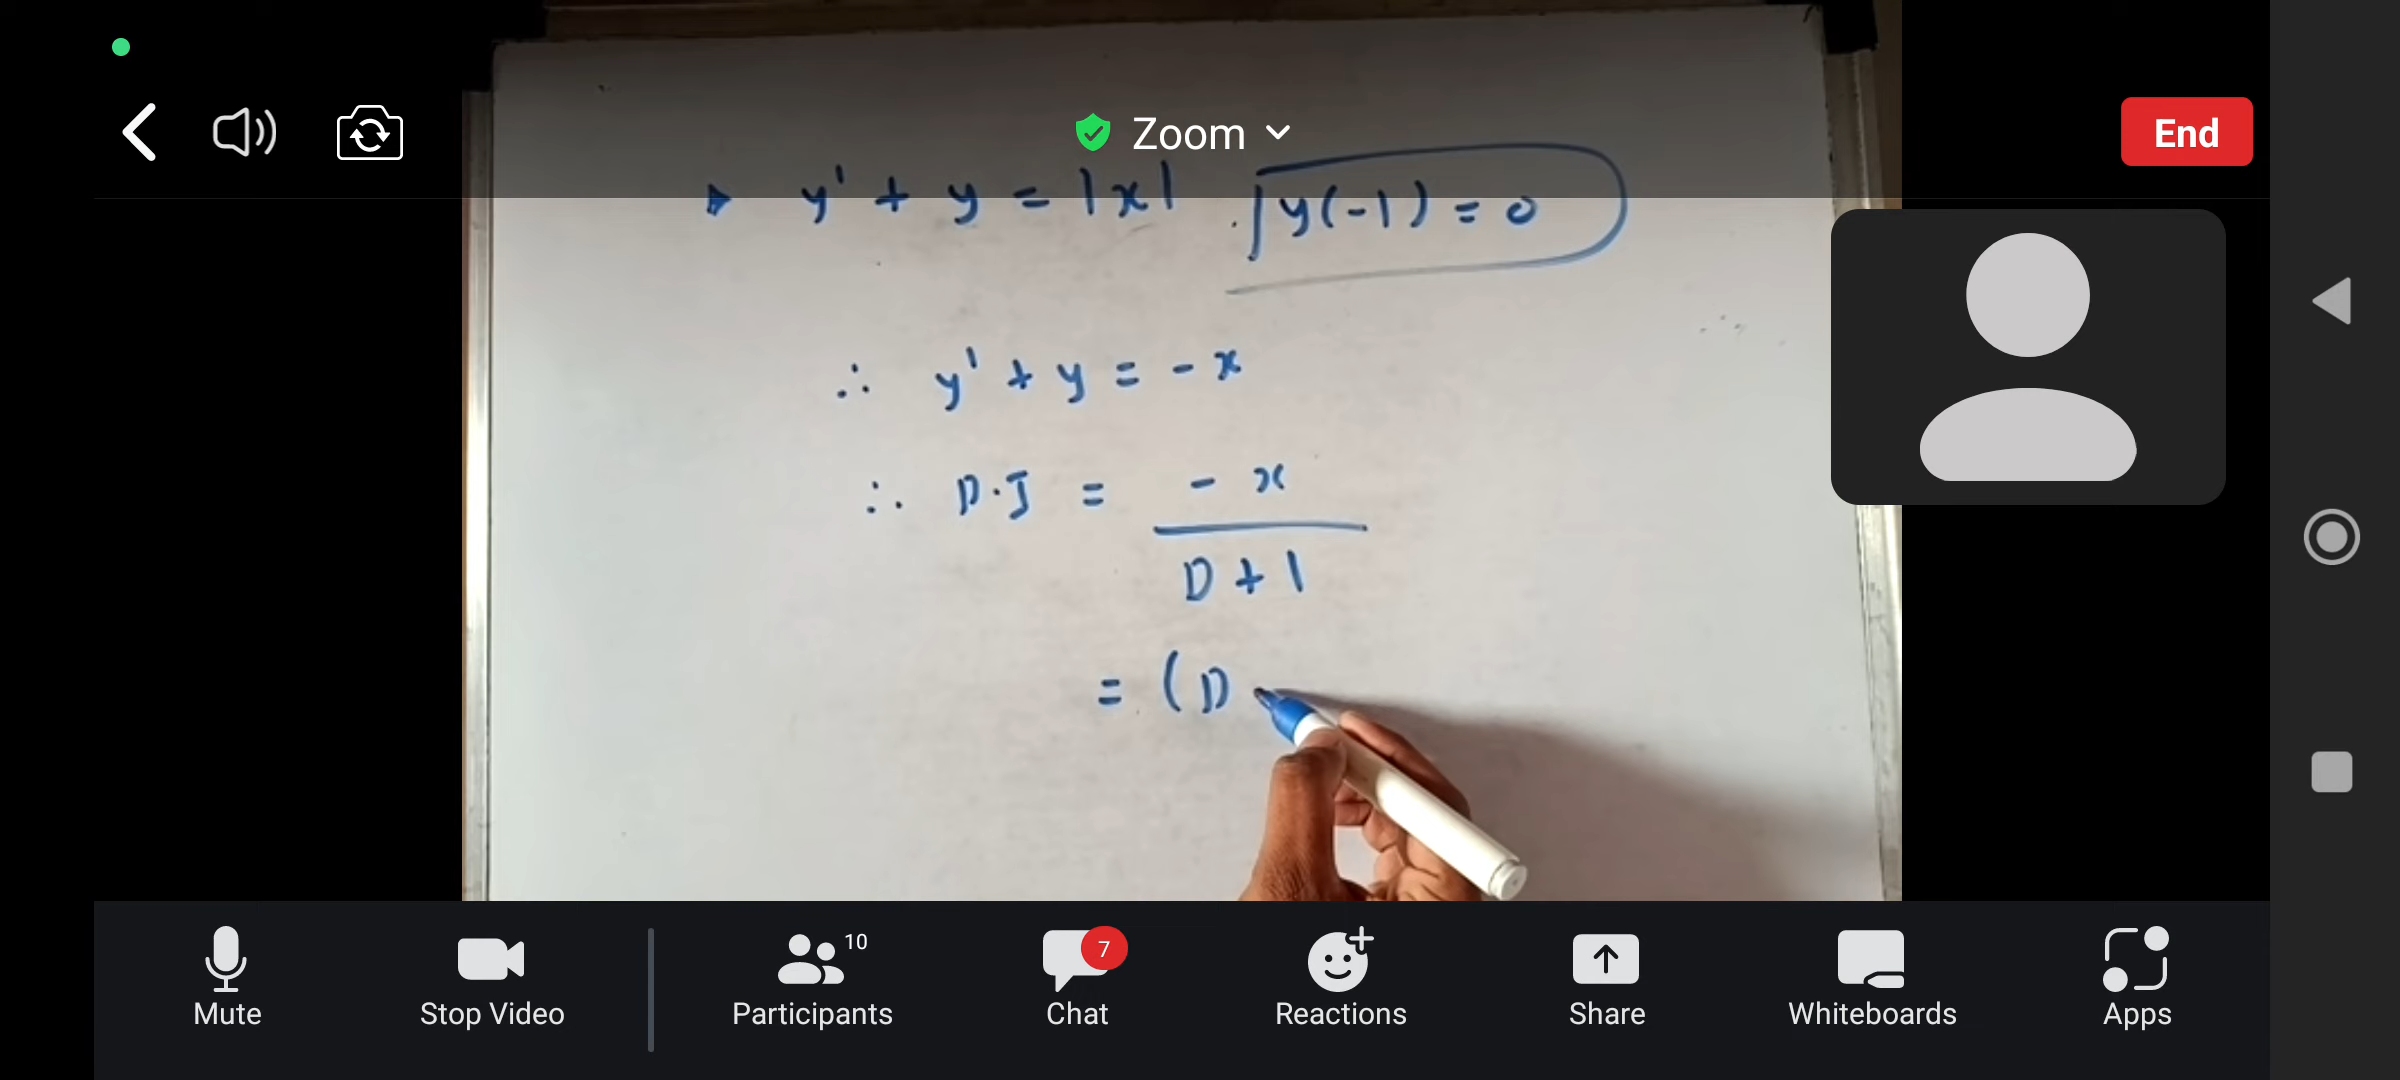 Zoom
End
y' + y = |x| y(-1) = 0
∴ y' + y = - x
∴ P.I = - x
D + 1
= (D
Mute
Stop Video
Participants 10
Chat 7
Reactions
Share
Whiteboards
Apps